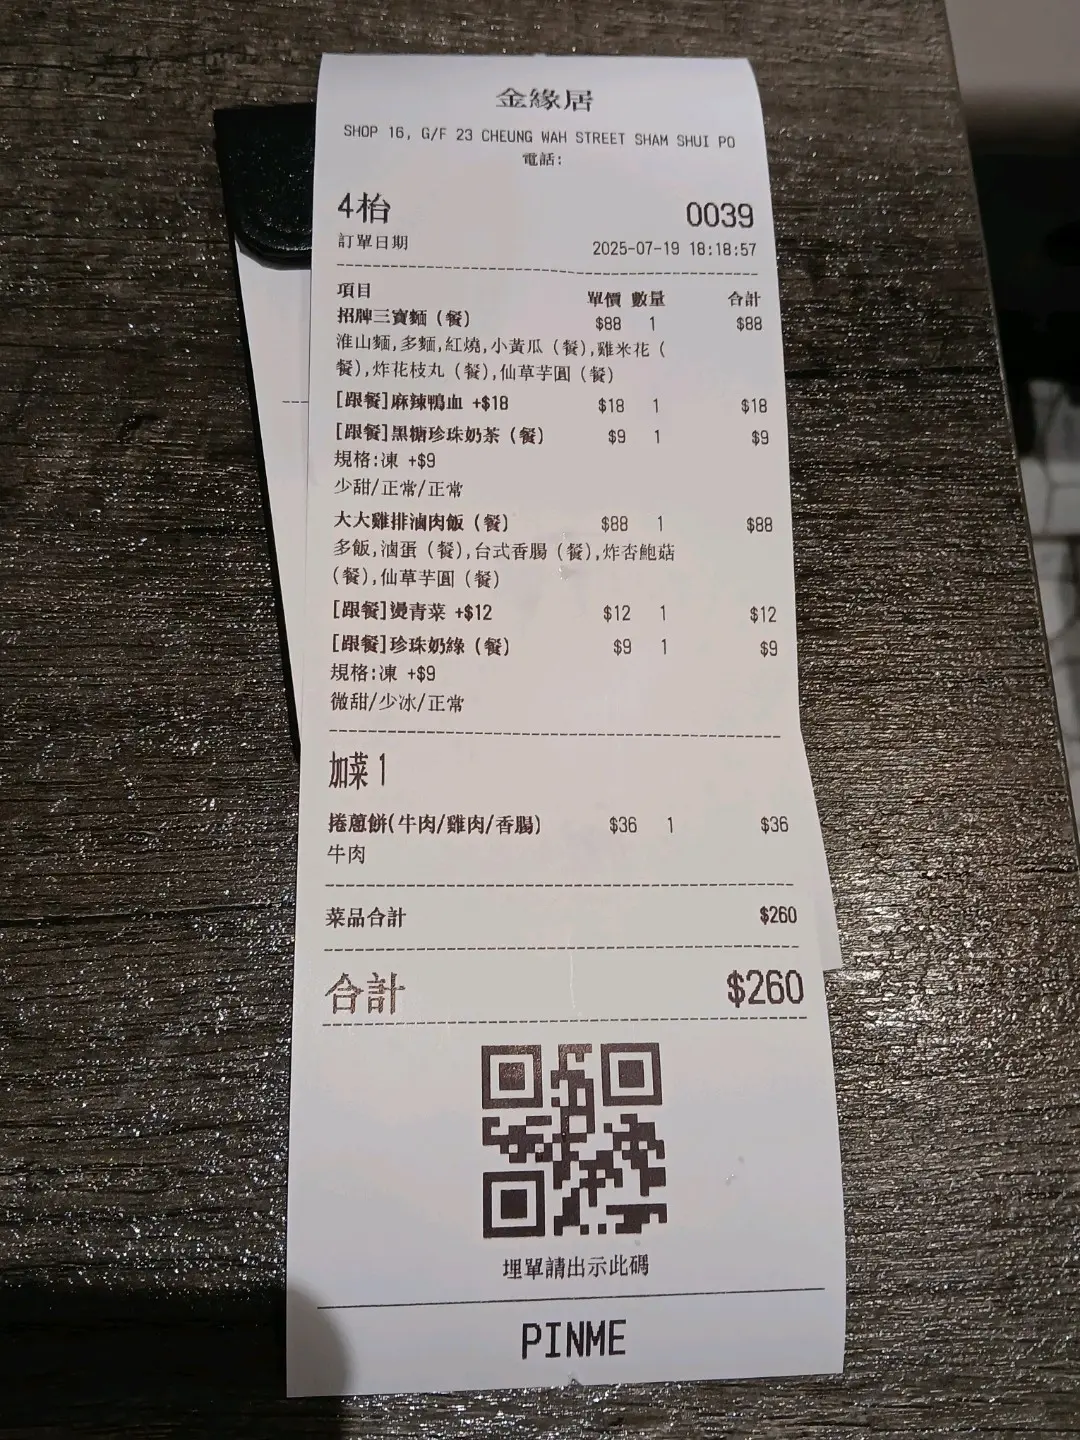 金緣居
SHOP 16, G/F 23 CHEUNG WAH STREET SHAM SHUI PO
電話:
4枱 0039
訂單日期 2025-07-19 18:18:57
項目 單價 數量 合計
招牌三寶麵（餐） $88 1 $88
淮山麵,多麵,紅燒,小黃瓜（餐）,雞米花（
餐）,炸花枝丸（餐）,仙草芋圓（餐）
[跟餐]麻辣鴨血 +$18 $18 1 $18
[跟餐]黑糖珍珠奶茶（餐） $9 1 $9
規格:凍 +$9
少甜/正常/正常
大大雞排滷肉飯（餐） $88 1 $88
多飯,滷蛋（餐）,台式香腸（餐）,炸杏鮑菇
（餐）,仙草芋圓（餐）
[跟餐]燙青菜 +$12 $12 1 $12
[跟餐]珍珠奶綠（餐） $9 1 $9
規格:凍 +$9
微甜/少冰/正常
加菜 1
捲蔥餅(牛肉/雞肉/香腸) $36 1 $36
牛肉
菜品合計 $260
合計 $260
埋單請出示此碼
PINME